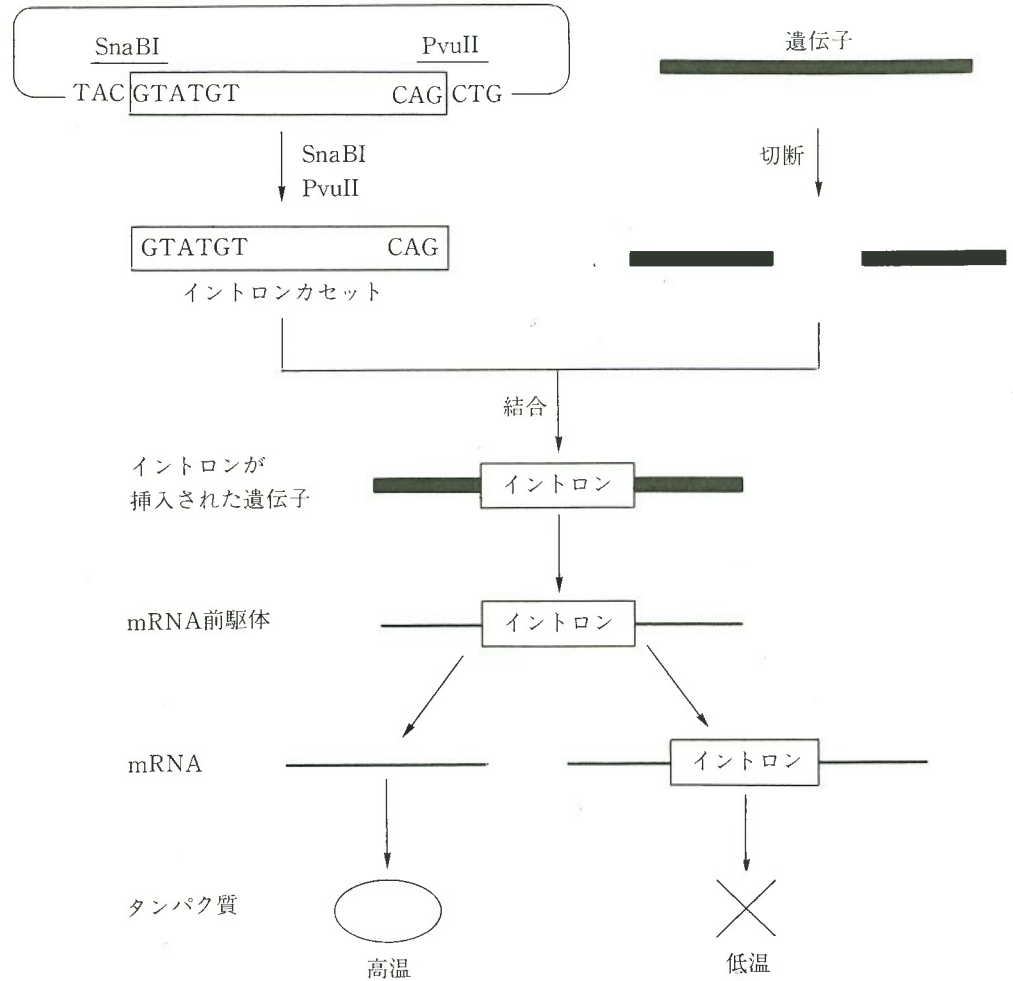 SnaBI
PvuII
遺伝子
TAC GTATGT CAG CTG
SnaBI
PvuII
切断
GTATGT CAG
イントロンカセット
結合
イントロンが
挿入された遺伝子
イントロン
mRNA前駆体
イントロン
mRNA
イントロン
タンパク質
高温
低温